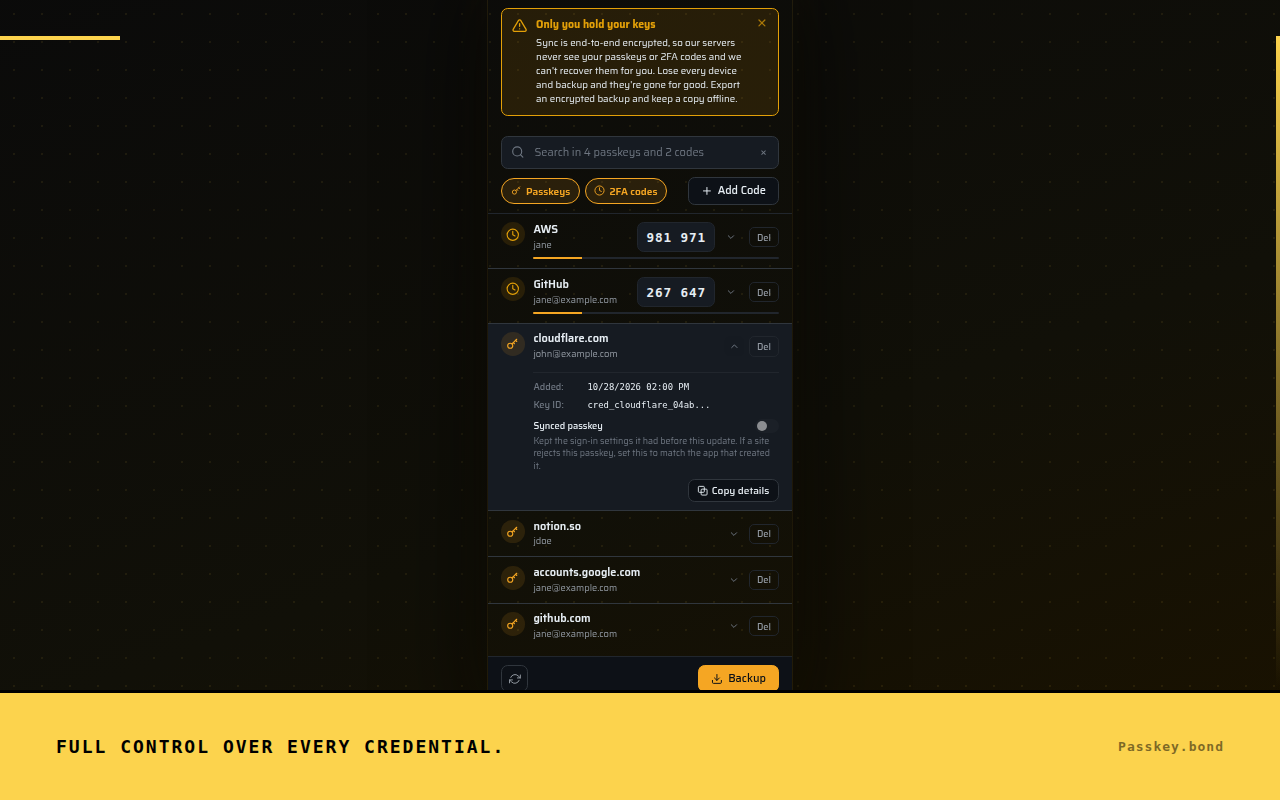 Only you hold your keys
Sync is end-to-end encrypted, so our servers
never see your passkeys or 2FA codes and we
can't recover them for you. Lose every device
and backup and they're gone for good. Export
an encrypted backup and keep a copy offline.
Search in 4 passkeys and 2 codes
Passkeys
2FA codes
Add Code
AWS
jane
981 971
Del
GitHub
jane@example.com
267 647
Del
cloudflare.com
john@example.com
Del
Added: 10/28/2026 02:00 PM
Key ID: cred_cloudflare_04ab...
Synced passkey
Kept the sign-in settings it had before this update. If a site
rejects this passkey, set this to match the app that created
it.
Copy details
notion.so
jdoe
Del
accounts.google.com
jane@example.com
Del
github.com
jane@example.com
Del
Backup
FULL CONTROL OVER EVERY CREDENTIAL.
Passkey.bond